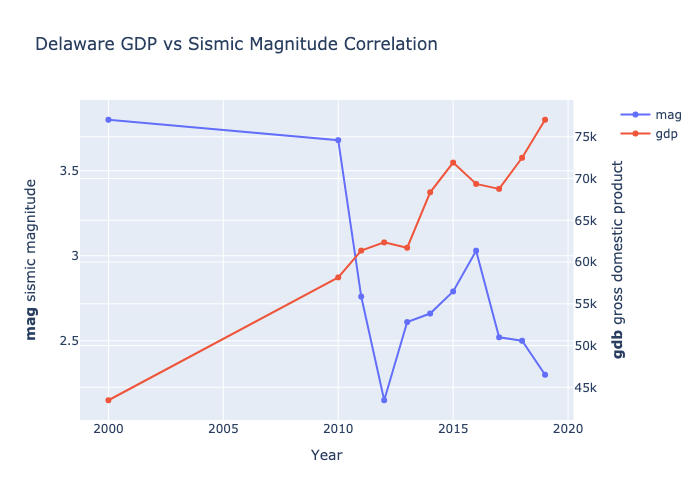 Delaware GDP vs Sismic Magnitude Correlation
mag
gdp
3.5
3
2.5
mag sismic magnitude
75k
70k
65k
60k
55k
50k
45k
gdb gross domestic product
2000
2005
2010
2015
2020
Year